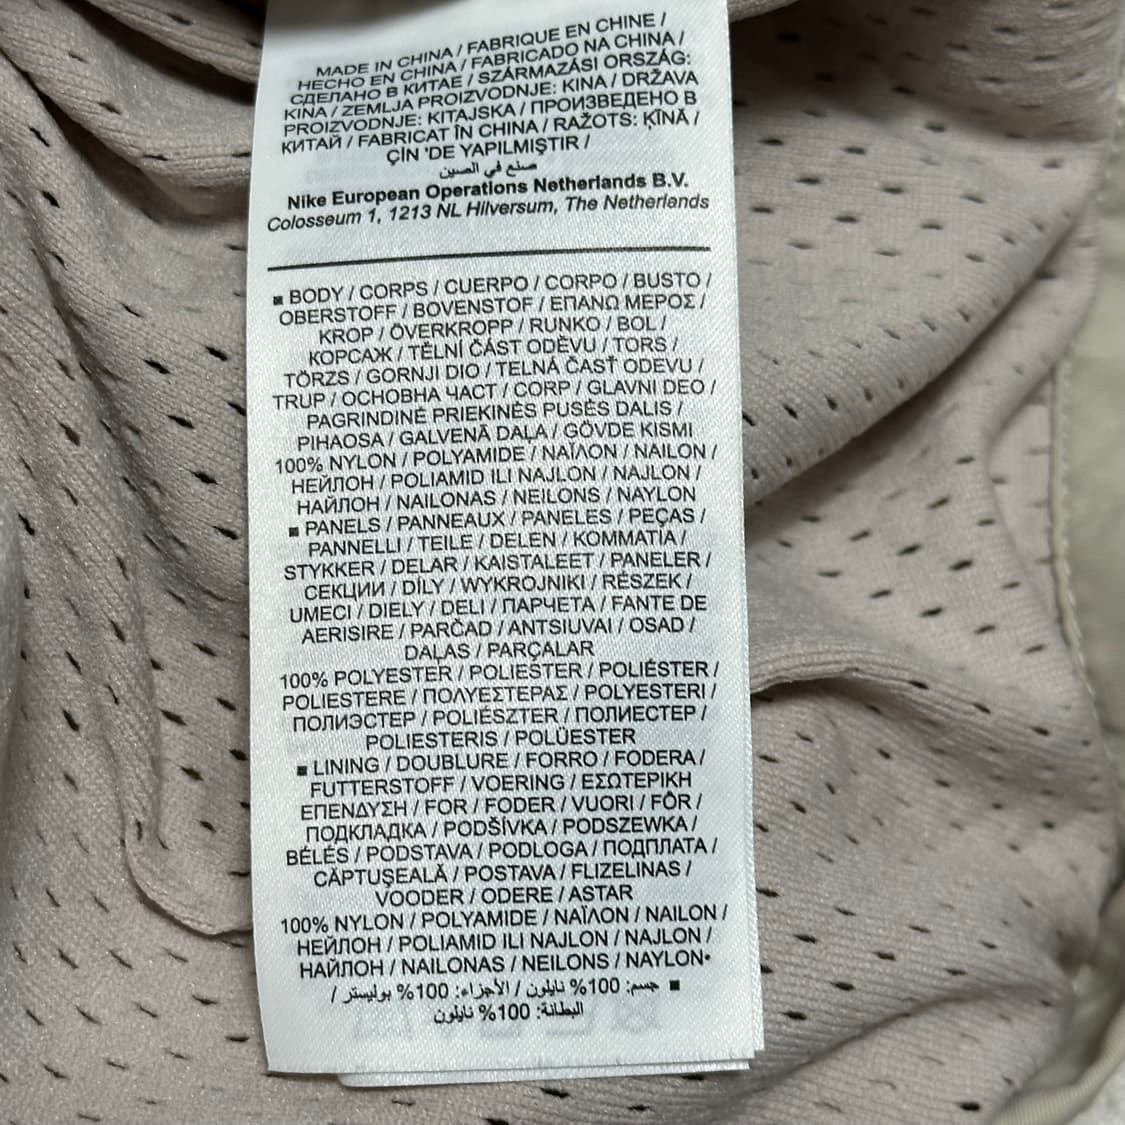 MADE IN CHINA / FABRIQUE EN CHINE /
HECHO EN CHINA / FABRICADO NA CHINA /
СДЕЛАНО В КИТАЕ / SZÁRMAZÁSI ORSZÁG:
KÍNA / ZEMLJA PROIZVODNJE: KINA / DRŽAVA
PROIZVODNJE: KITAJSKA / ПРОИЗВЕДЕНО В
КИТАЙ / FABRICAT ÎN CHINA / RAŽOTS: ĶĪNĀ /
ÇİN 'DE YAPILMIŞTIR /
صنع في الصين
Nike European Operations Netherlands B.V.
Colosseum 1, 1213 NL Hilversum, The Netherlands
■ BODY / CORPS / CUERPO / CORPO / BUSTO /
OBERSTOFF / BOVENSTOF / ΕΠΑΝΩ ΜΕΡΟΣ /
KROP / ÖVERKROPP / RUNKO / BOL /
КОРСАЖ / TĚLNÍ ČÁST ODĚVU / TORS /
TÖRZS / GORNJI DIO / TELNÁ ČASŤ ODEVU /
TRUP / ОСНОВНА ЧАСТ / CORP / GLAVNI DEO /
PAGRINDINĖ PRIEKINĖS PUSĖS DALIS /
PIHAOSA / GALVENĀ DAĻA / GÖVDE KISMI
100% NYLON / POLYAMIDE / ΝΑΪΛΟΝ / NAILON /
НЕЙЛОН / POLIAMID ILI NAJLON / NAJLON /
НАЙЛОН / NAILONAS / NEILONS / NAYLON
■ PANELS / PANNEAUX / PANELES / PEÇAS /
PANNELLI / TEILE / DELEN / ΚΟΜΜΑΤΙΑ /
STYKKER / DELAR / KAISTALEET / PANELER /
СЕКЦИИ / DÍLY / WYKROJNIKI / RÉSZEK /
UMECI / DIELY / DELI / ПАРЧЕТА / FANTE DE
AERISIRE / PARČAD / ANTSIUVAI / OSAD /
DAĻAS / PARÇALAR
100% POLYESTER / POLIESTER / POLIÉSTER /
POLIESTERE / ΠΟΛΥΕΣΤΕΡΑΣ / POLYESTERI /
ПОЛИЭСТЕР / POLIÉSZTER / ПОЛИЕСТЕР /
POLIESTERIS / POLÜESTER
■ LINING / DOUBLURE / FORRO / FODERA /
FUTTERSTOFF / VOERING / ΕΣΩΤΕΡΙΚΗ
ΕΠΕΝΔΥΣΗ / FOR / FODER / VUORI / FÔR /
ПОДКЛАДКА / PODŠÍVKA / PODSZEWKA /
BÉLÉS / PODSTAVA / PODLOGA / ПОДПЛАТА /
CĂPTUŞEALĂ / POSTAVA / FLIZELINAS /
VOODER / ODERE / ASTAR
100% NYLON / POLYAMIDE / ΝΑΪΛΟΝ / NAILON /
НЕЙЛОН / POLIAMID ILI NAJLON / NAJLON /
НАЙЛОН / NAILONAS / NEILONS / NAYLON•
■ جسم: 100% نايلون / الأجزاء: 100% بوليستر /
البطانة: 100% نايلون